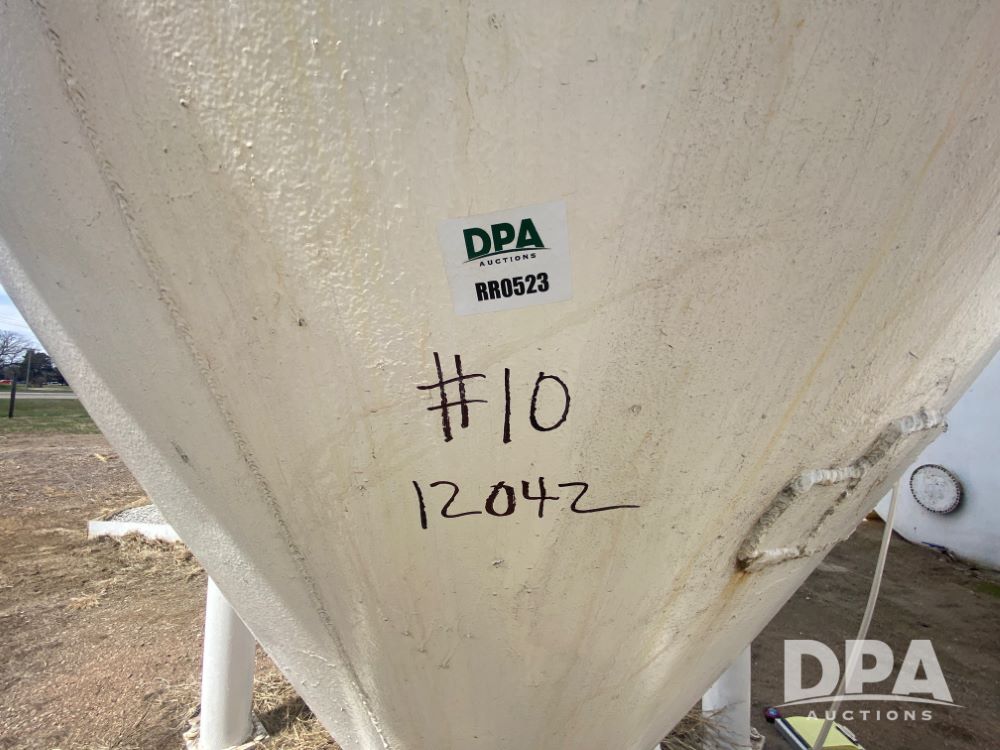 DPA
AUCTIONS
RR0523
#10
12042
DPA
AUCTIONS